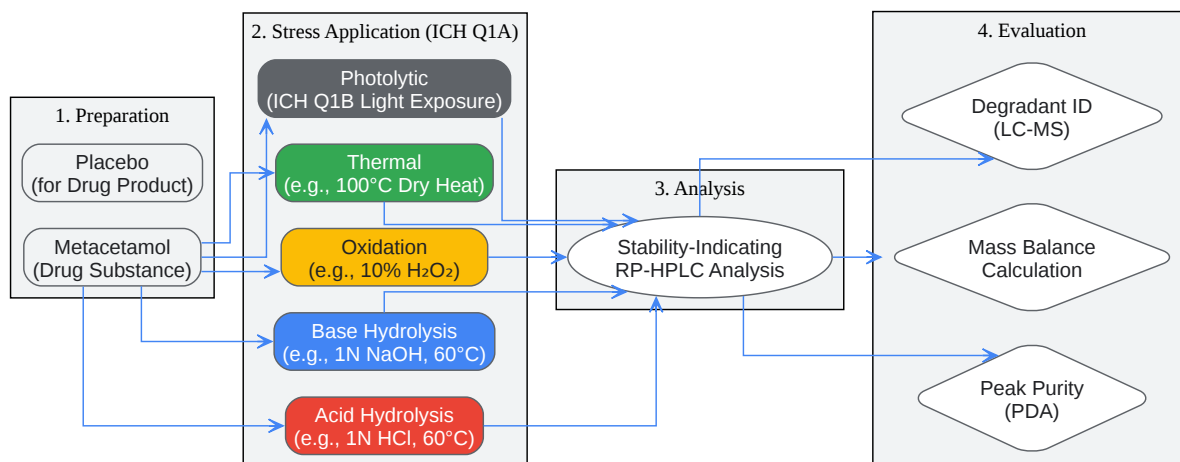 1. Preparation
Placebo
(for Drug Product)
Metacetamol
(Drug Substance)
2. Stress Application (ICH Q1A)
Photolytic
(ICH Q1B Light Exposure)
Thermal
(e.g., 100°C Dry Heat)
Oxidation
(e.g., 10% H₂O₂)
Base Hydrolysis
(e.g., 1N NaOH, 60°C)
Acid Hydrolysis
(e.g., 1N HCl, 60°C)
3. Analysis
Stability-Indicating
RP-HPLC Analysis
4. Evaluation
Degradant ID
(LC-MS)
Mass Balance
Calculation
Peak Purity
(PDA)